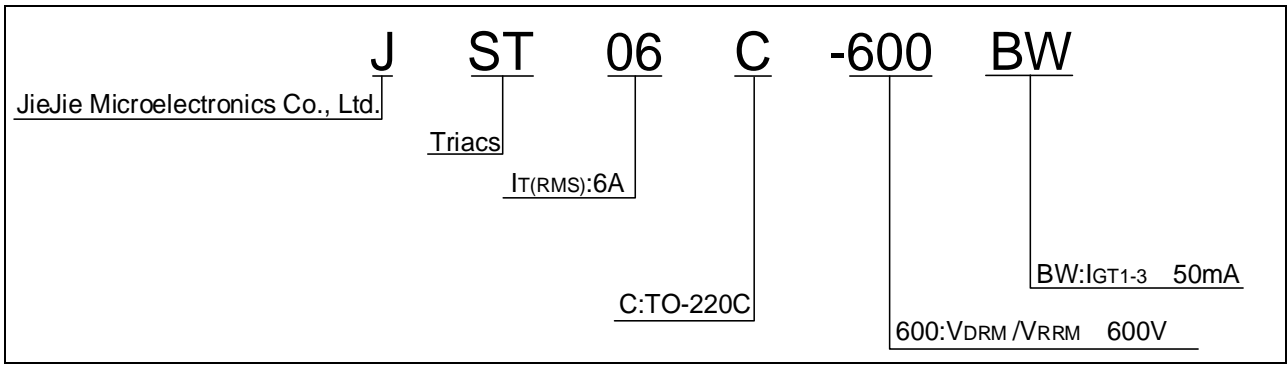 J ST 06 C -600 BW
JieJie Microelectronics Co., Ltd.
Triacs
IT(RMS):6A
BW:IGT1-3 50mA
C:TO-220C
600:VDRM /VRRM 600V